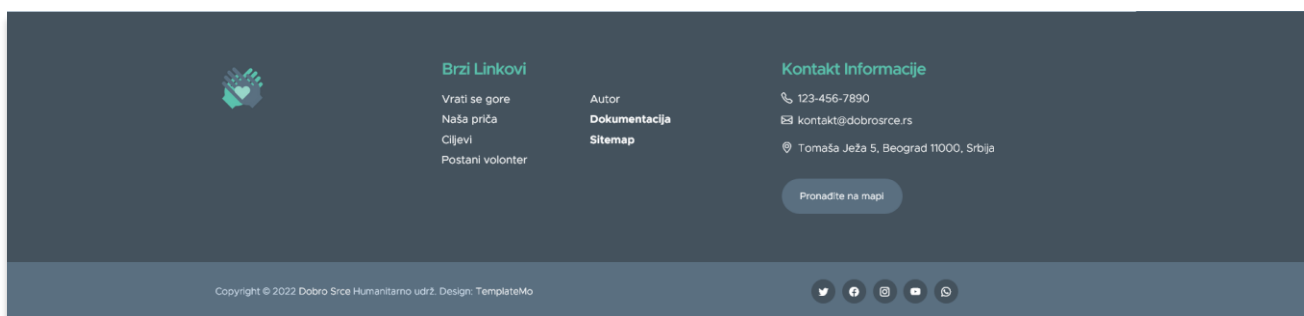 Brzi Linkovi
Vrati se gore
Naša priča
Ciljevi
Postani volonter
Autor
Dokumentacija
Sitemap
Kontakt Informacije
123-456-7890
kontakt@dobrosrce.rs
Tomaša Ježa 5, Beograd 11000, Srbija
Pronađite na mapi
Copyright © 2022 Dobro Srce Humanitarno udrž. Design: TemplateMo